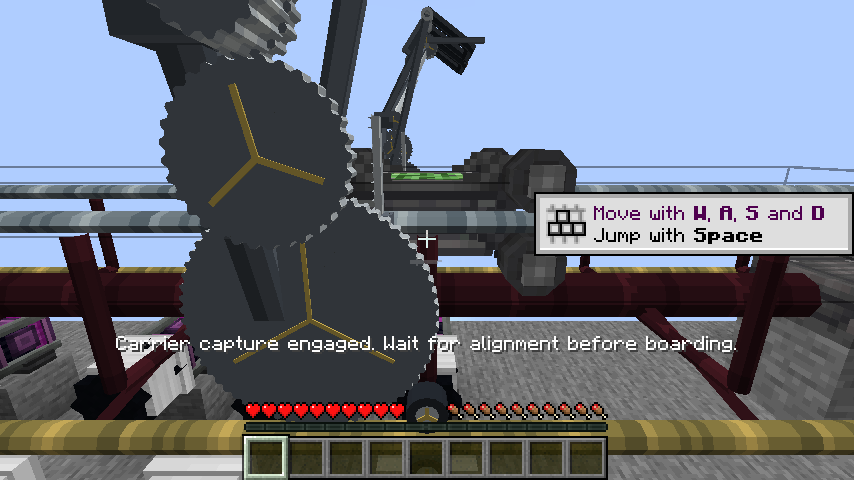 Move with W, A, S and D
Jump with Space
Carrier capture engaged. Wait for alignment before boarding.